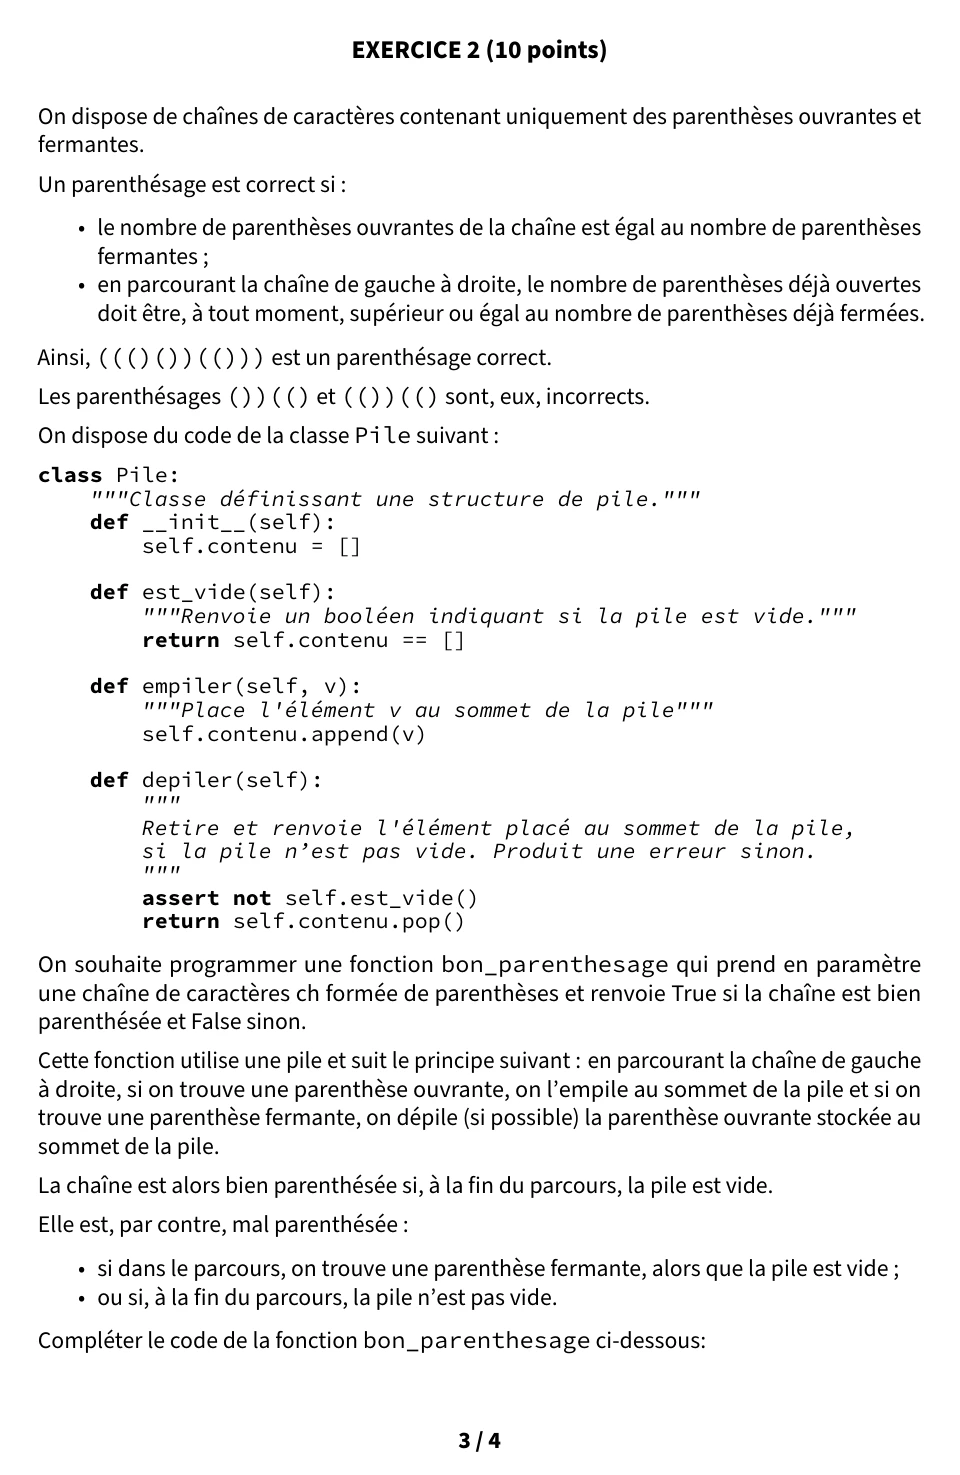 EXERCICE 2 (10 points)
On dispose de chaînes de caractères contenant uniquement des parenthèses ouvrantes et
fermantes.
Un parenthésage est correct si :
• le nombre de parenthèses ouvrantes de la chaîne est égal au nombre de parenthèses
fermantes ;
• en parcourant la chaîne de gauche à droite, le nombre de parenthèses déjà ouvertes
doit être, à tout moment, supérieur ou égal au nombre de parenthèses déjà fermées.
Ainsi, ((()())(())) est un parenthésage correct.
Les parenthésages ())(() et (())(() sont, eux, incorrects.
On dispose du code de la classe Pile suivant :
class Pile:
    """Classe définissant une structure de pile."""
    def __init__(self):
        self.contenu = []
    def est_vide(self):
        """Renvoie un booléen indiquant si la pile est vide."""
        return self.contenu == []
    def empiler(self, v):
        """Place l'élément v au sommet de la pile"""
        self.contenu.append(v)
    def depiler(self):
        """
        Retire et renvoie l'élément placé au sommet de la pile,
        si la pile n’est pas vide. Produit une erreur sinon.
        """
        assert not self.est_vide()
        return self.contenu.pop()
On souhaite programmer une fonction bon_parenthesage qui prend en paramètre
une chaîne de caractères ch formée de parenthèses et renvoie True si la chaîne est bien
parenthésée et False sinon.
Cette fonction utilise une pile et suit le principe suivant : en parcourant la chaîne de gauche
à droite, si on trouve une parenthèse ouvrante, on l’empile au sommet de la pile et si on
trouve une parenthèse fermante, on dépile (si possible) la parenthèse ouvrante stockée au
sommet de la pile.
La chaîne est alors bien parenthésée si, à la fin du parcours, la pile est vide.
Elle est, par contre, mal parenthésée :
• si dans le parcours, on trouve une parenthèse fermante, alors que la pile est vide ;
• ou si, à la fin du parcours, la pile n’est pas vide.
Compléter le code de la fonction bon_parenthesage ci-dessous:
3 / 4